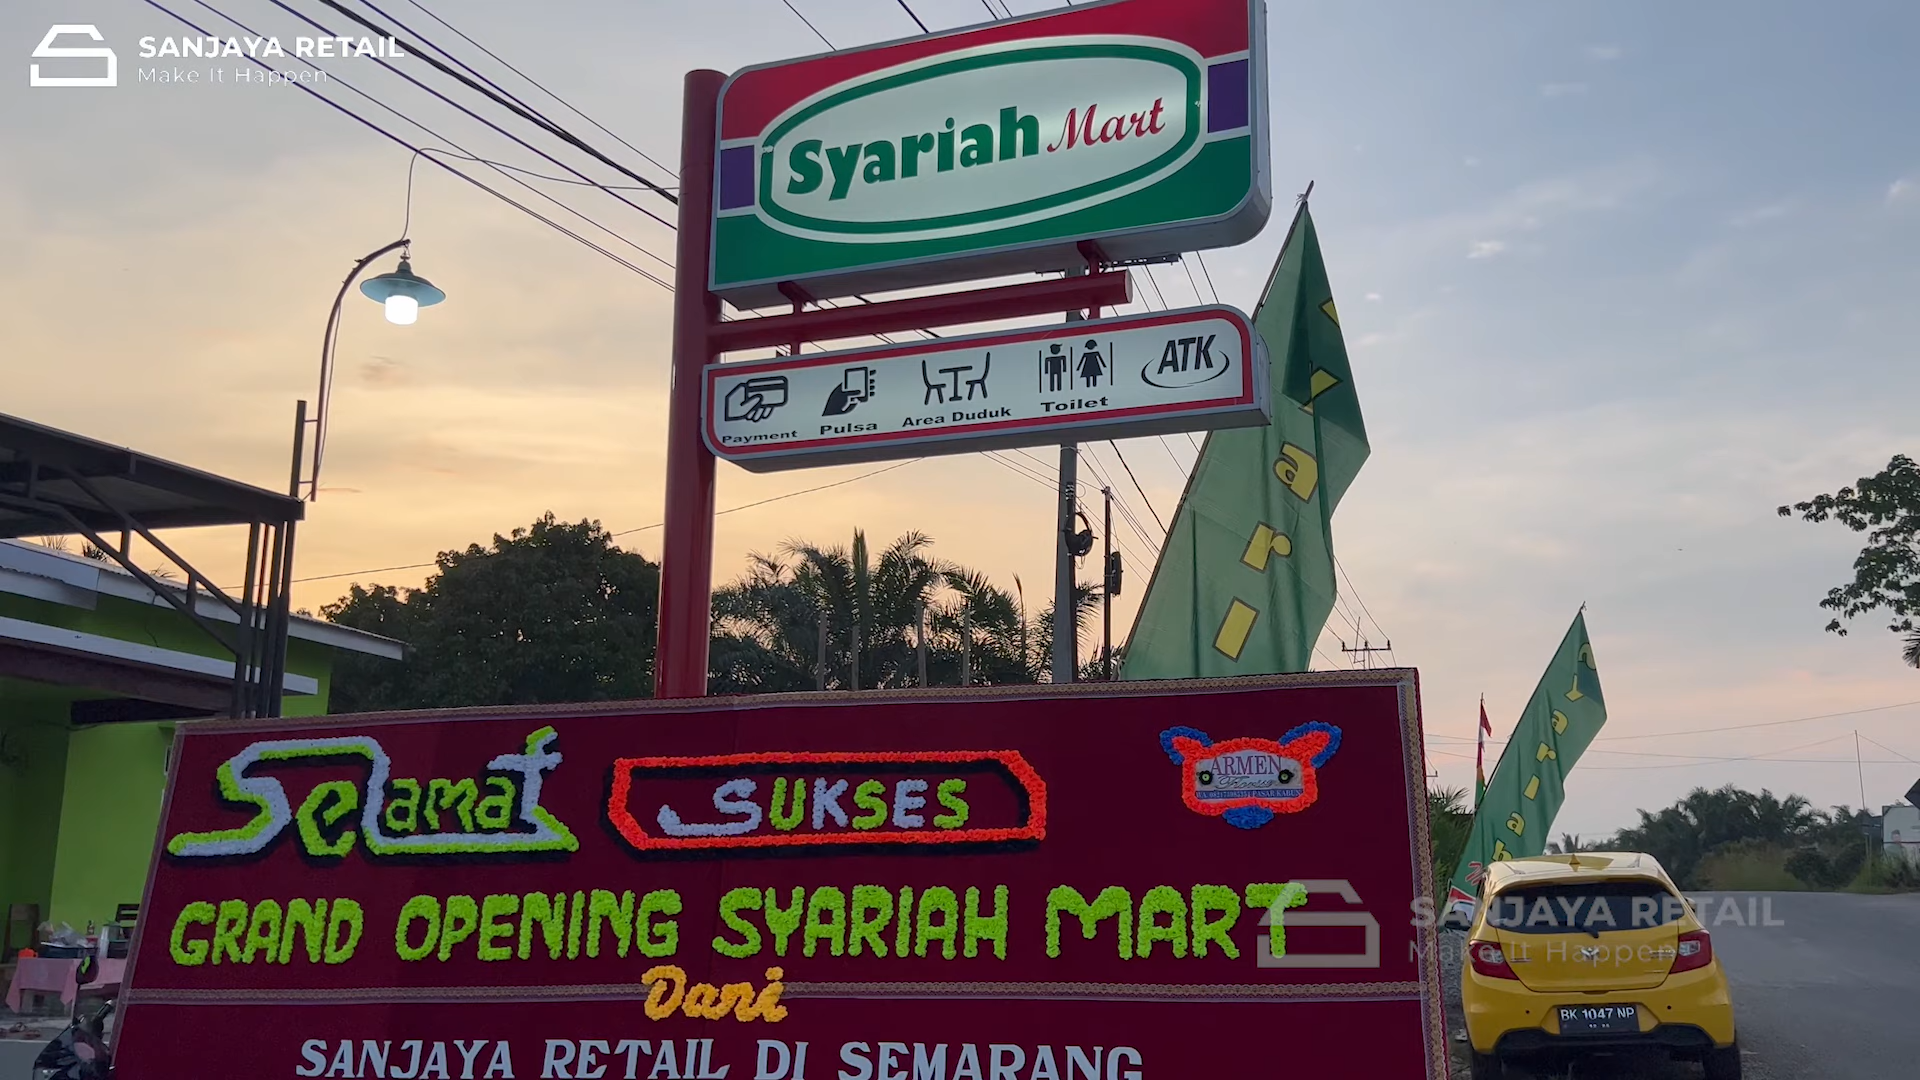 SANJAYA RETAIL
Make It Happen
Syariah Mart
Payment
Pulsa
Area Duduk
Toilet
ATK
Selamat
SUKSES
ARMEN
GRAND OPENING SYARIAH MART
Dari
SANJAYA RETAIL DI SEMARANG
SANJAYA RETAIL
Make It Happen
BK 1047 NP